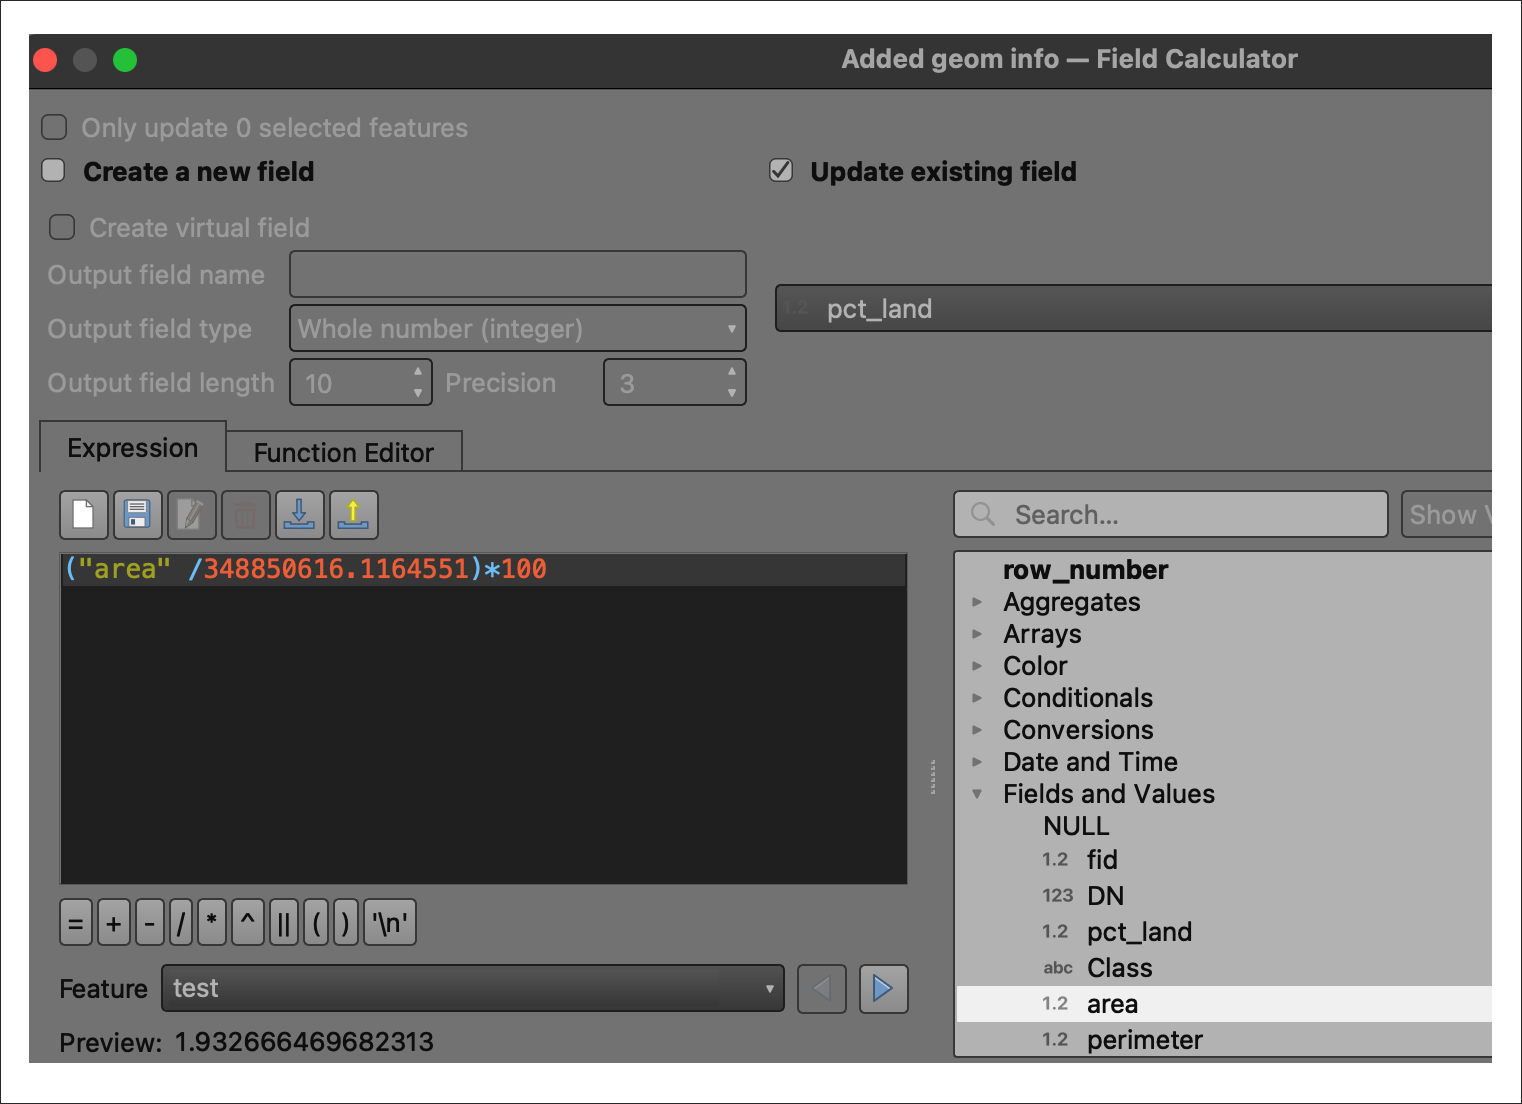 Added geom info — Field Calculator
Only update 0 selected features
Create a new field
Update existing field
Create virtual field
Output field name
1.2 pct_land
Output field type Whole number (integer)
Output field length 10 Precision 3
Expression Function Editor
Search...
Show
("area" /348850616.1164551)*100
row_number
Aggregates
Arrays
Color
Conditionals
Conversions
Date and Time
Fields and Values
NULL
1.2 fid
123 DN
1.2 pct_land
abc Class
1.2 area
1.2 perimeter
= + - / * ^ || ( ) '\n'
Feature test
Preview: 1.932666469682313